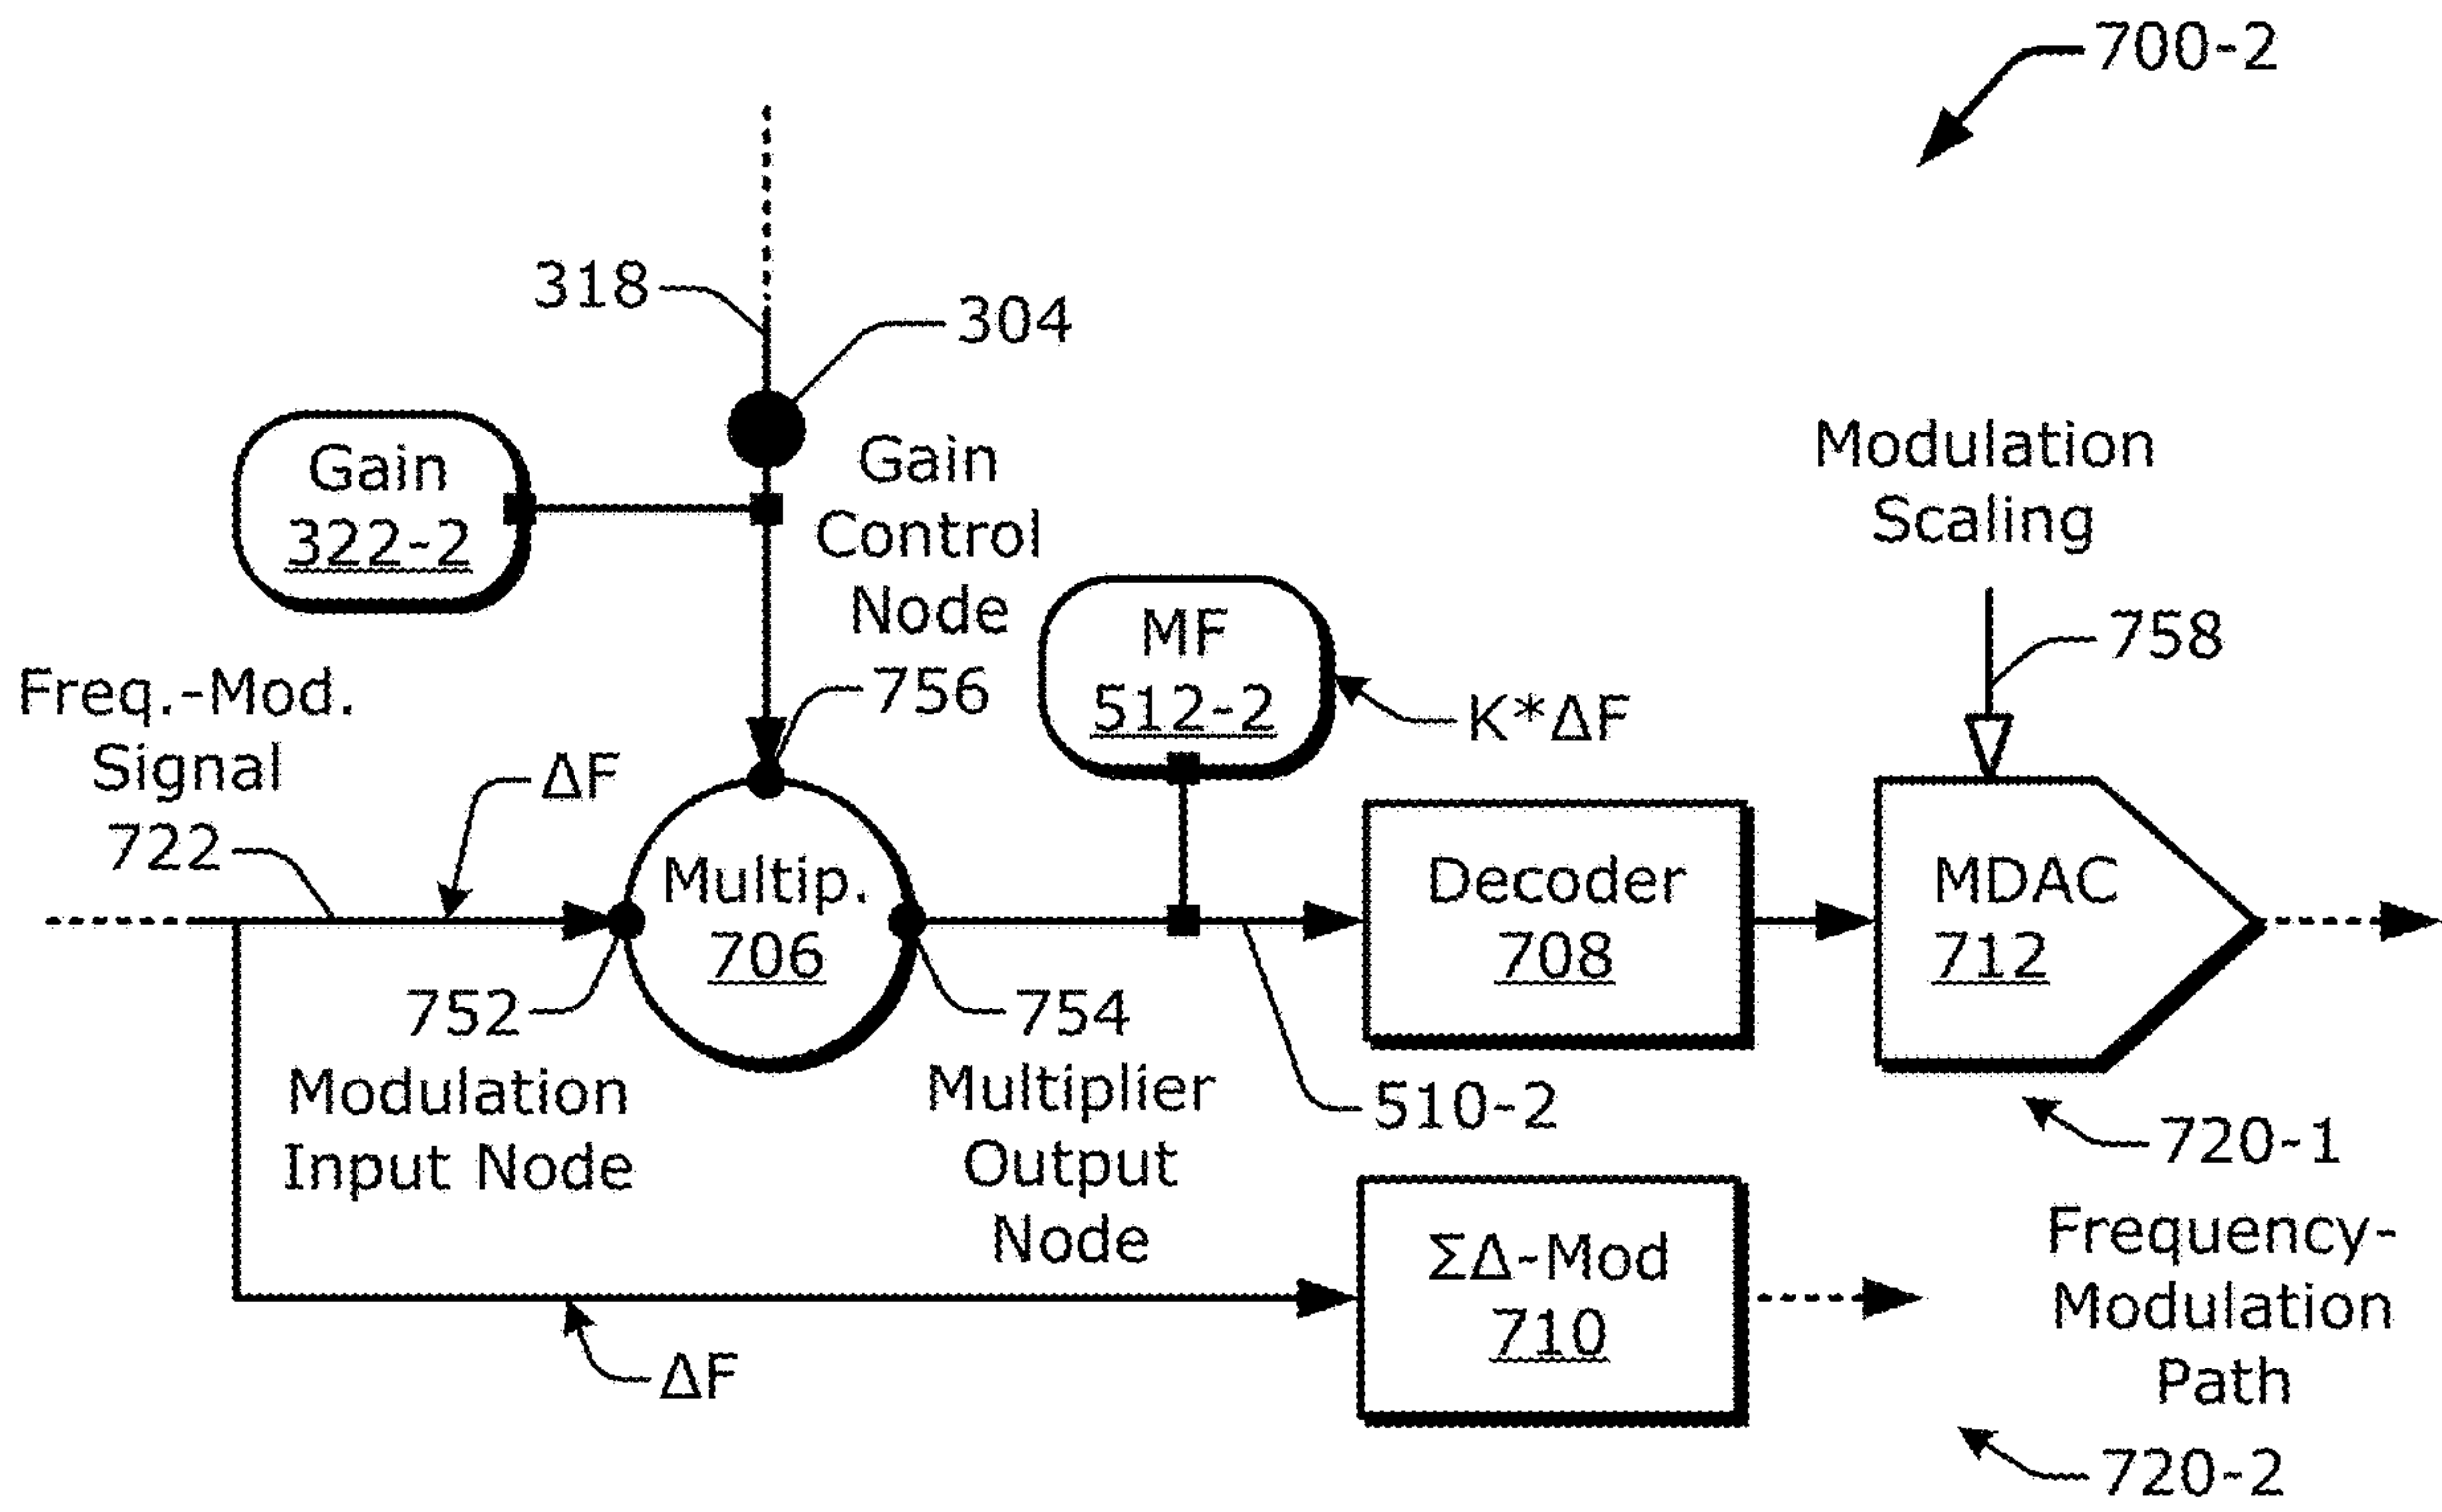 700-2
318
304
Gain
322-2
Gain
Control
Node
756
MF
512-2
K*ΔF
Modulation
Scaling
758
Freq.-Mod.
Signal
722
ΔF
Multip.
706
752
Modulation
Input Node
754
Multiplier
Output
Node
510-2
Decoder
708
MDAC
712
720-1
Frequency-
Modulation
Path
720-2
ΣΔ-Mod
710
ΔF